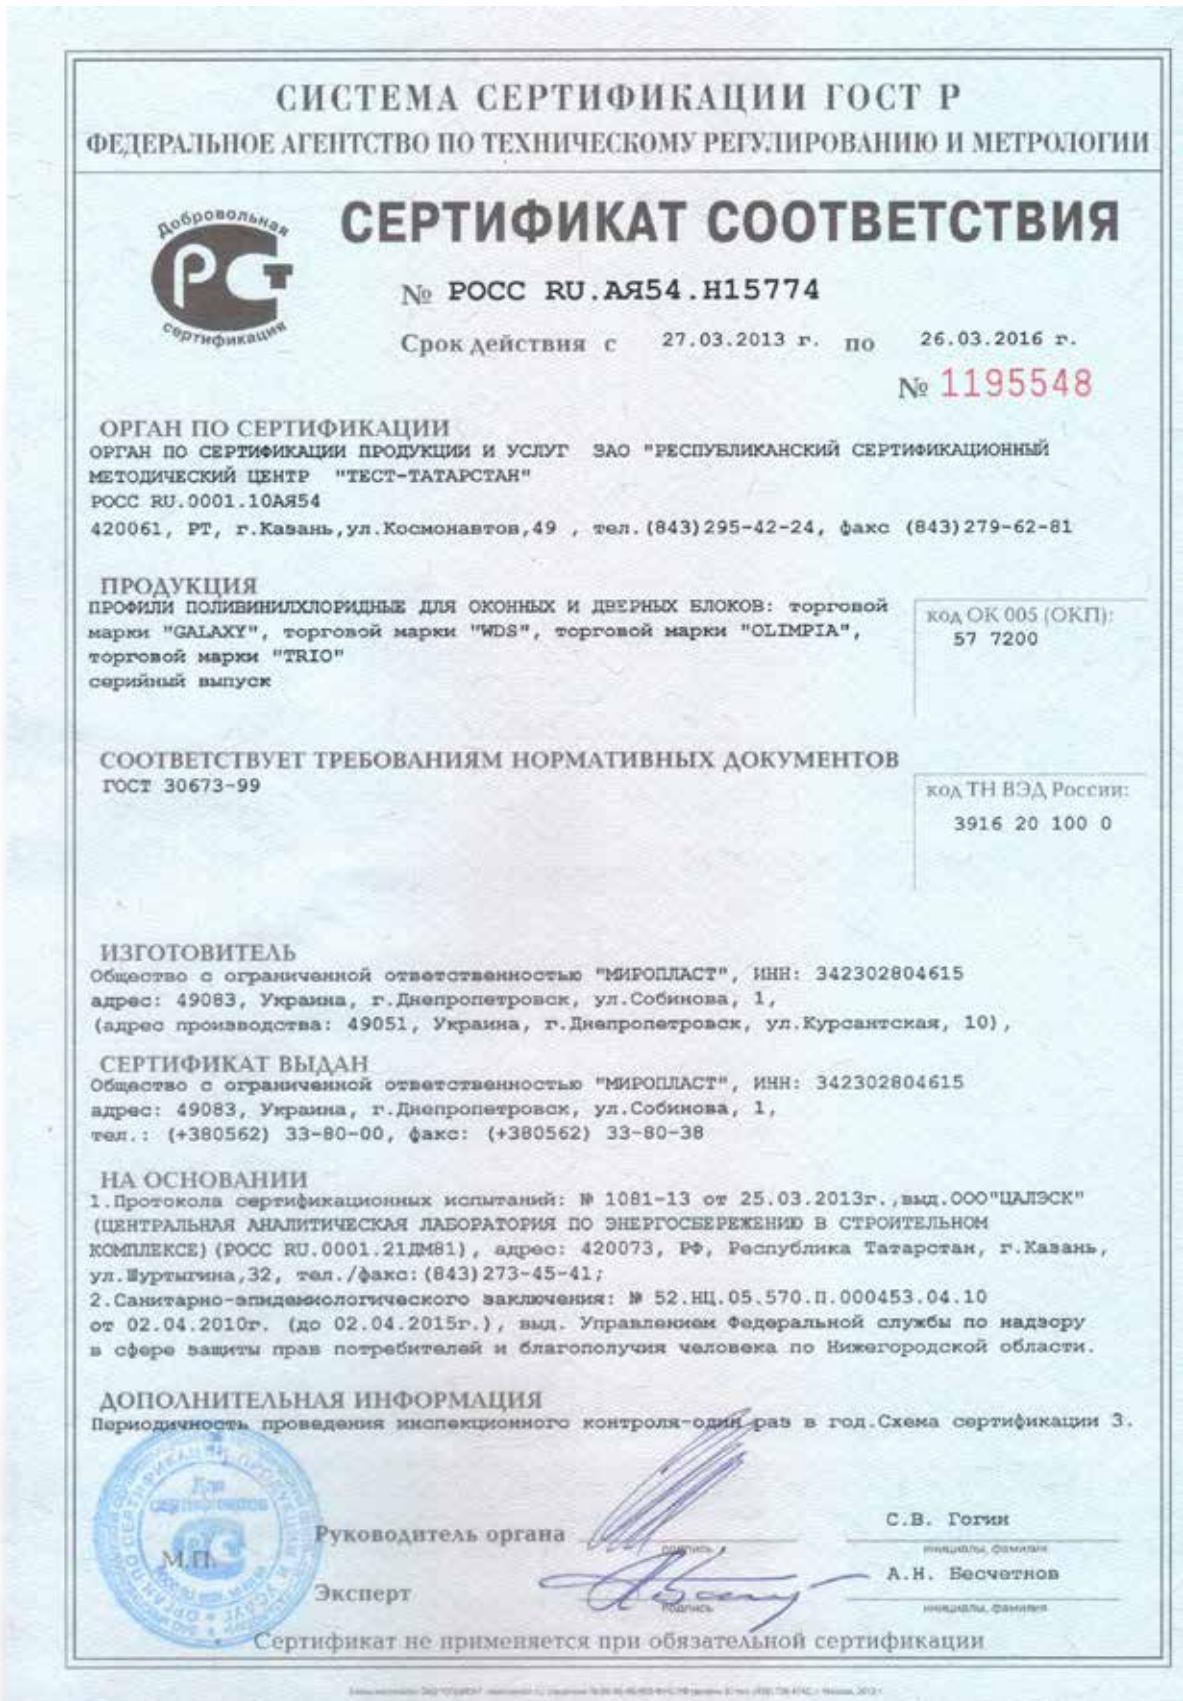 СИСТЕМА СЕРТИФИКАЦИИ ГОСТ Р
ФЕДЕРАЛЬНОЕ АГЕНТСТВО ПО ТЕХНИЧЕСКОМУ РЕГУЛИРОВАНИЮ И МЕТРОЛОГИИ
Добровольная
сертификация
СЕРТИФИКАТ СООТВЕТСТВИЯ
№ РОСС RU.АЯ54.Н15774
Срок действия с 27.03.2013 г. по 26.03.2016 г.
№ 1195548
ОРГАН ПО СЕРТИФИКАЦИИ
ОРГАН ПО СЕРТИФИКАЦИИ ПРОДУКЦИИ И УСЛУГ ЗАО "РЕСПУБЛИКАНСКИЙ СЕРТИФИКАЦИОННЫЙ
МЕТОДИЧЕСКИЙ ЦЕНТР "ТЕСТ-ТАТАРСТАН"
РОСС RU.0001.10АЯ54
420061, РТ, г.Казань,ул.Космонавтов,49 , тел.(843)295-42-24, факс (843)279-62-81
ПРОДУКЦИЯ
ПРОФИЛИ ПОЛИВИНИЛХЛОРИДНЫЕ ДЛЯ ОКОННЫХ И ДВЕРНЫХ БЛОКОВ: торговой
марки "GALAXY", торговой марки "WDS", торговой марки "OLIMPIA",
торговой марки "TRIO"
серийный выпуск
код ОК 005 (ОКП):
57 7200
СООТВЕТСТВУЕТ ТРЕБОВАНИЯМ НОРМАТИВНЫХ ДОКУМЕНТОВ
ГОСТ 30673-99
код ТН ВЭД России:
3916 20 100 0
ИЗГОТОВИТЕЛЬ
Общество с ограниченной ответственностью "МИРОПЛАСТ", ИНН: 342302804615
адрес: 49083, Украина, г.Днепропетровск, ул.Собинова, 1,
(адрес производства: 49051, Украина, г.Днепропетровск, ул.Курсантская, 10),
СЕРТИФИКАТ ВЫДАН
Общество с ограниченной ответственностью "МИРОПЛАСТ", ИНН: 342302804615
адрес: 49083, Украина, г.Днепропетровск, ул.Собинова, 1,
тел.: (+380562) 33-80-00, факс: (+380562) 33-80-38
НА ОСНОВАНИИ
1.Протокола сертификационных испытаний: № 1081-13 от 25.03.2013г.,выд.ООО"ЦАЛЭСК"
(ЦЕНТРАЛЬНАЯ АНАЛИТИЧЕСКАЯ ЛАБОРАТОРИЯ ПО ЭНЕРГОСБЕРЕЖЕНИЮ В СТРОИТЕЛЬНОМ
КОМПЛЕКСЕ)(РОСС RU.0001.21ДМ81), адрес: 420073, РФ, Республика Татарстан, г.Казань,
ул.Шуртыгина,32, тел./факс:(843)273-45-41;
2.Санитарно-эпидемиологического заключения: № 52.НЦ.05.570.П.000453.04.10
от 02.04.2010г. (до 02.04.2015г.), выд. Управлением Федеральной службы по надзору
в сфере защиты прав потребителей и благополучия человека по Нижегородской области.
ДОПОЛНИТЕЛЬНАЯ ИНФОРМАЦИЯ
Периодичность проведения инспекционного контроля-один раз в год.Схема сертификации 3.
Для
сертификатов
М.П.
Руководитель органа
подпись
С.В. Гогин
инициалы, фамилия
Эксперт
подпись
А.Н. Бесчетнов
инициалы, фамилия
Сертификат не применяется при обязательной сертификации